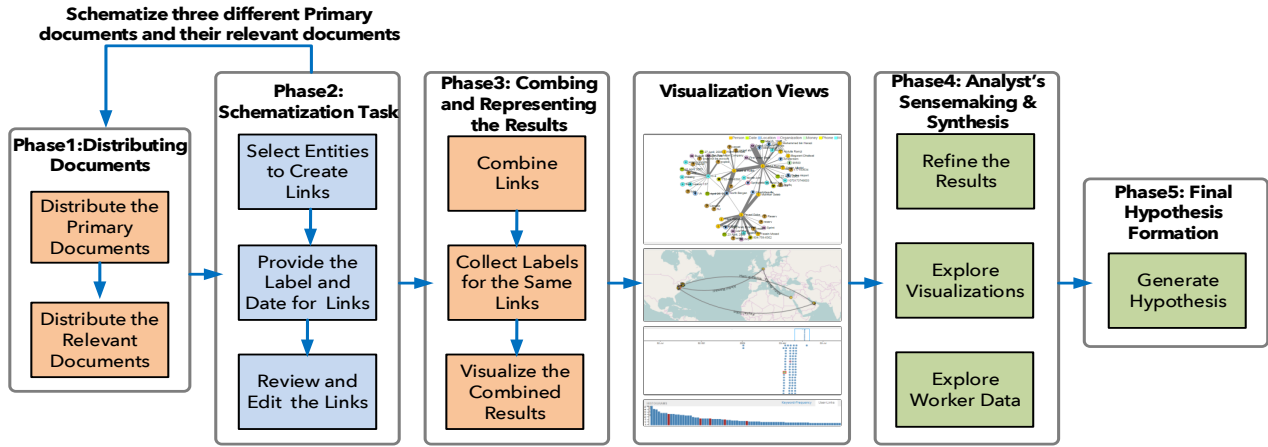 Schematize three different Primary
documents and their relevant documents
Phase1:Distributing
Documents
Distribute the
Primary
Documents
Distribute the
Relevant
Documents
Phase2:
Schematization Task
Select Entities
to Create
Links
Provide the
Label and
Date for Links
Review and
Edit the Links
Phase3: Combing
and Representing
the Results
Combine
Links
Collect Labels
for the Same
Links
Visualize the
Combined
Results
Visualization Views
Phase4: Analyst's
Sensemaking &
Synthesis
Refine the
Results
Explore
Visualizations
Explore
Worker Data
Phase5: Final
Hypothesis
Formation
Generate
Hypothesis